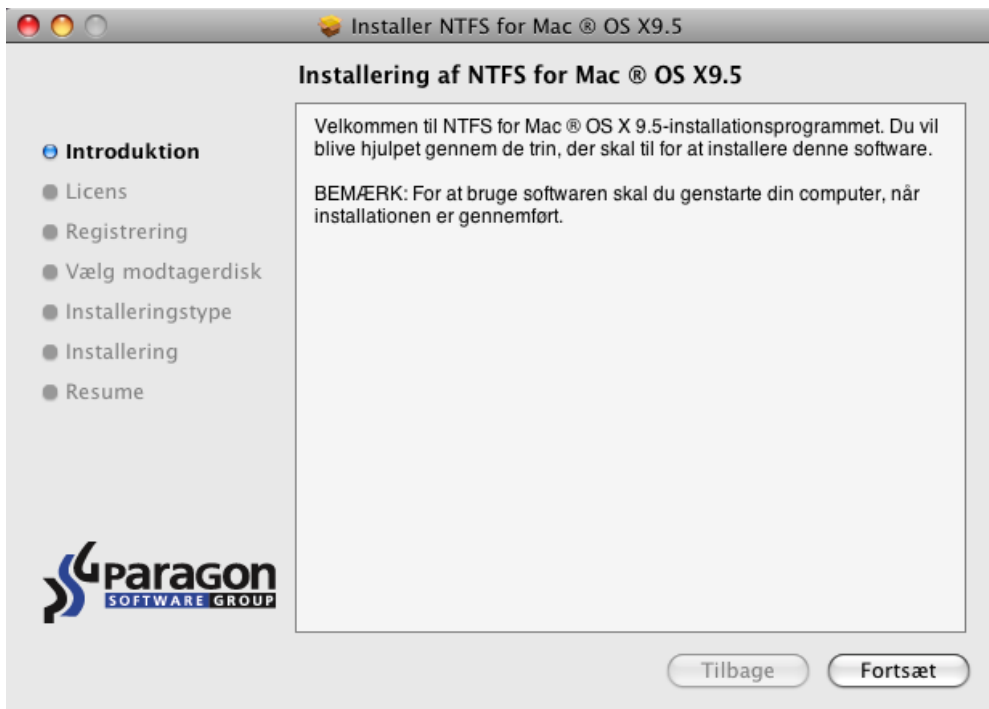 Installer NTFS for Mac ® OS X9.5
Installering af NTFS for Mac ® OS X9.5
Introduktion
Licens
Registrering
Vælg modtagerdisk
Installeringstype
Installering
Resume
Velkommen til NTFS for Mac ® OS X 9.5-installationsprogrammet. Du vil
blive hjulpet gennem de trin, der skal til for at installere denne software.
BEMÆRK: For at bruge softwaren skal du genstarte din computer, når
installationen er gennemført.
Paragon
SOFTWARE GROUP
Tilbage
Fortsæt